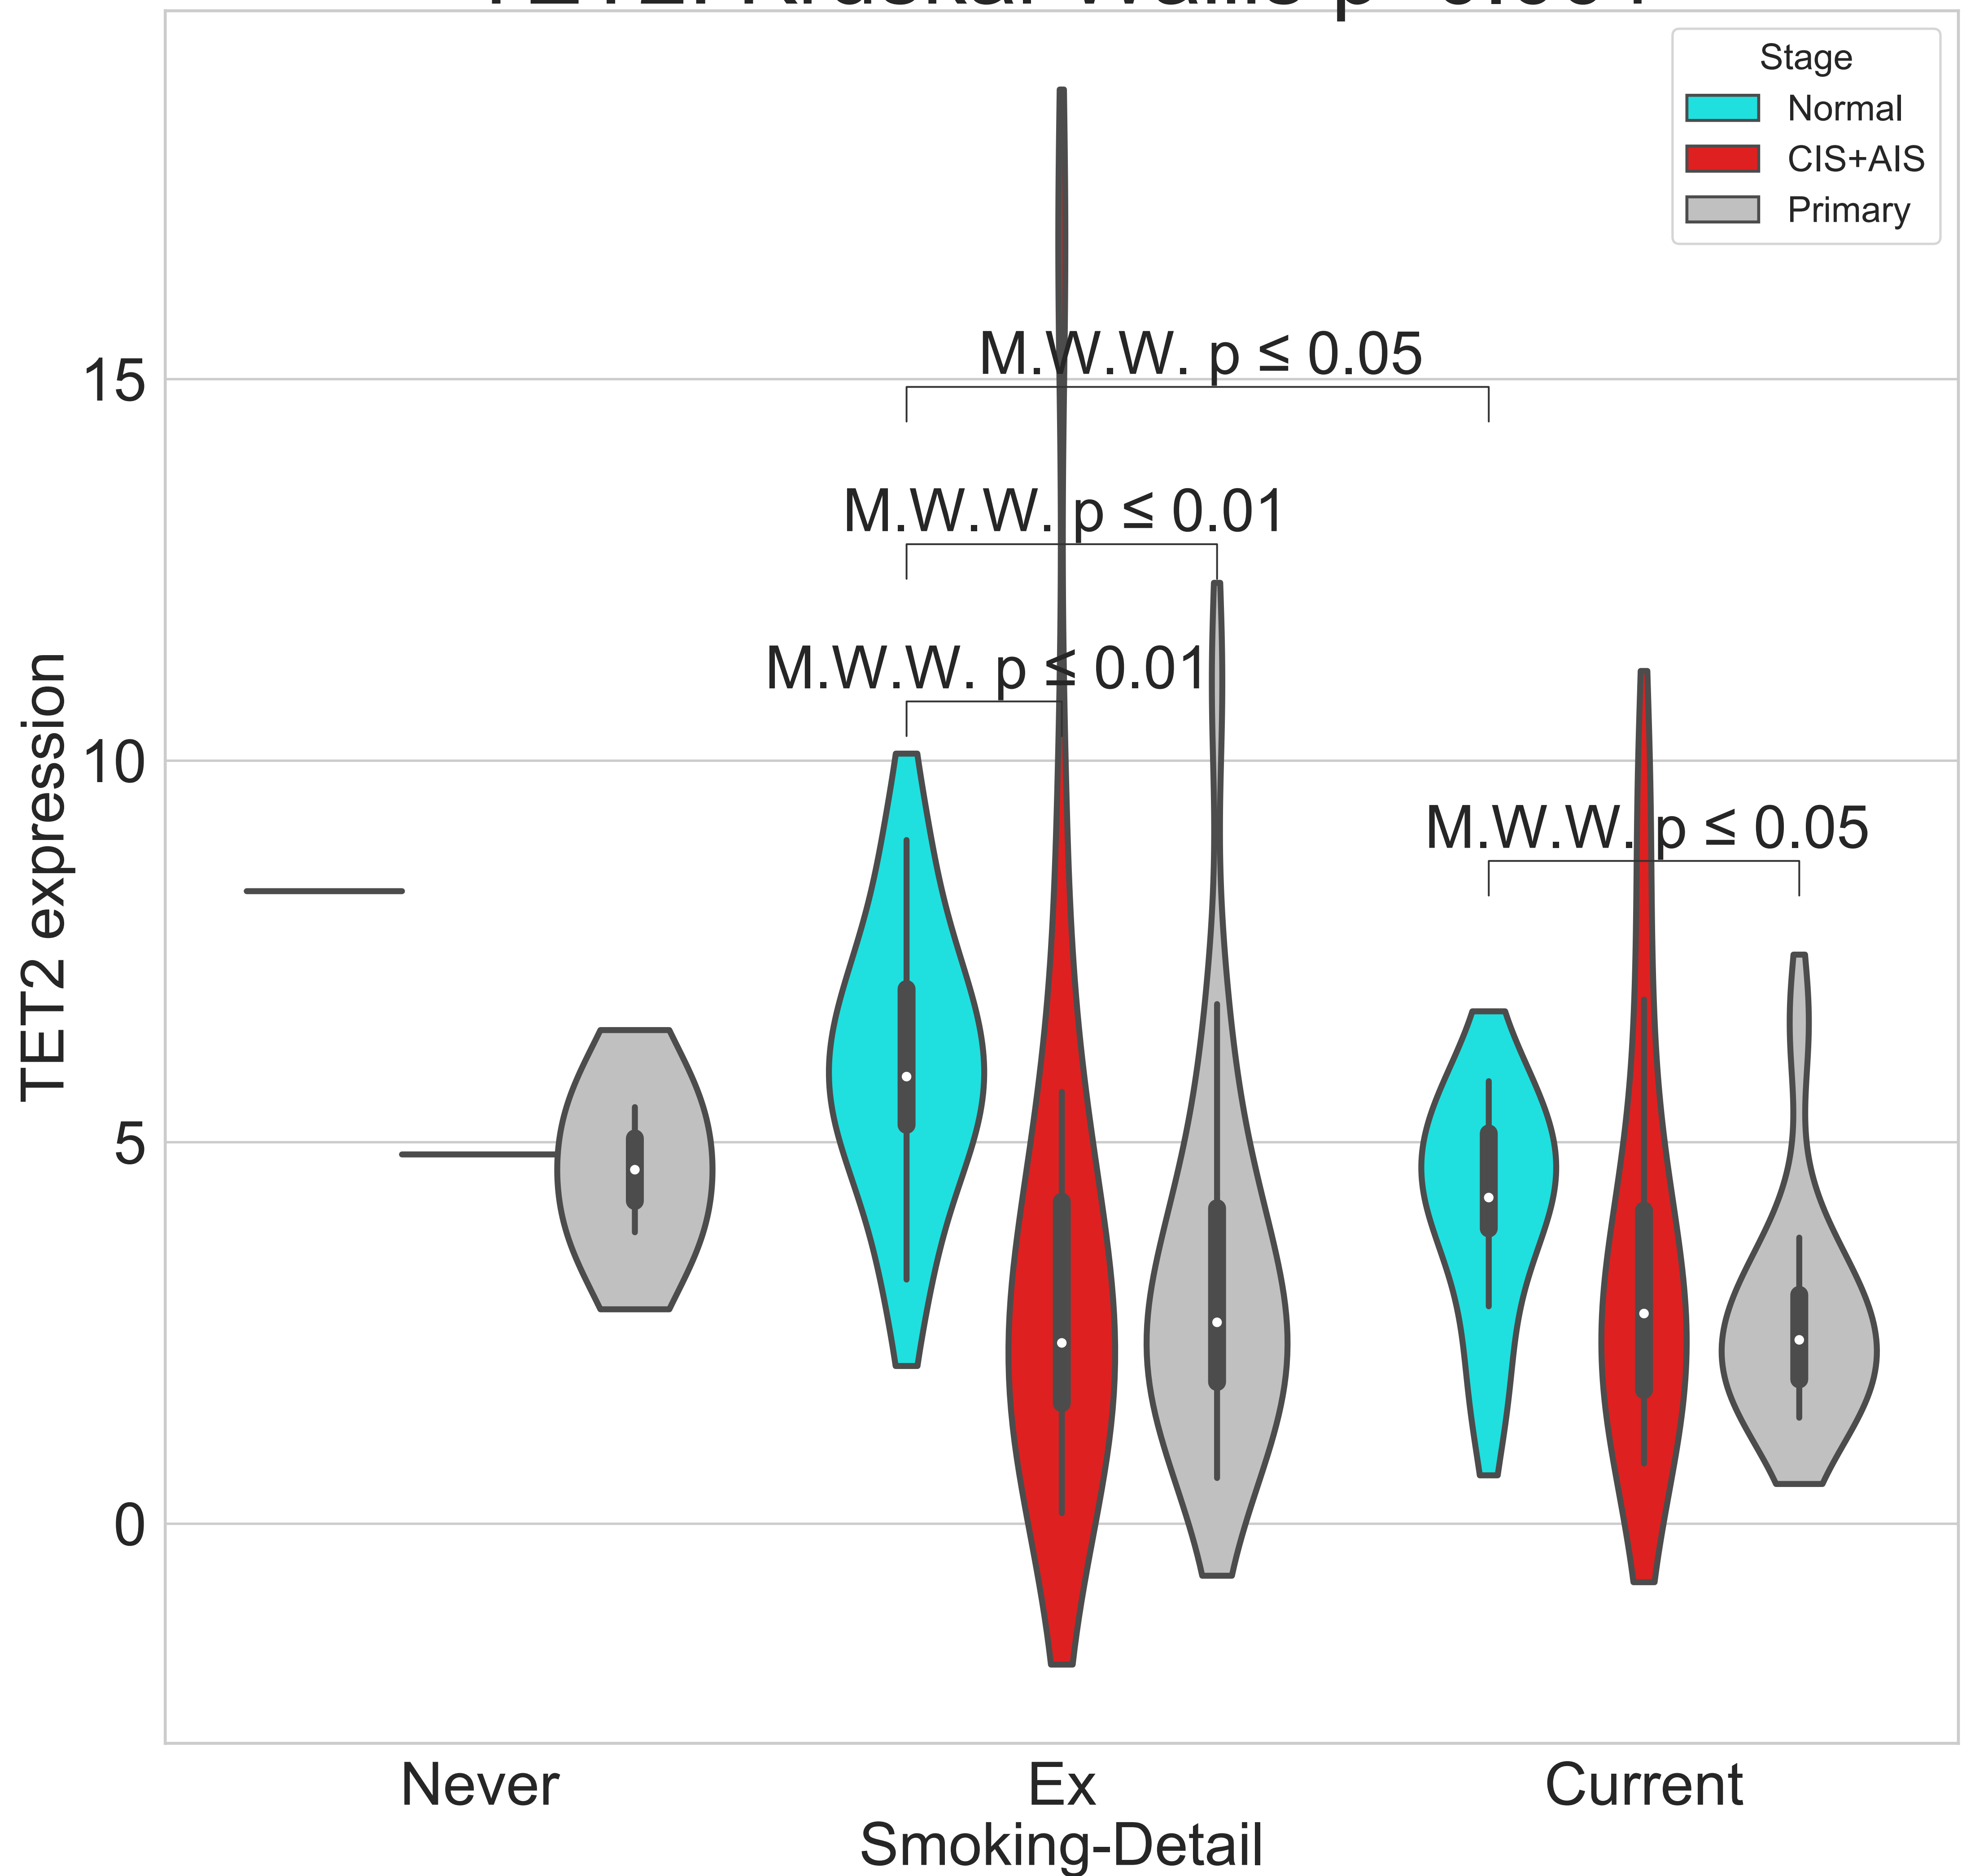 Stage
Normal
CIS+AIS
Primary
M.W.W. p ≤ 0.05
M.W.W. p ≤ 0.01
M.W.W. p ≤ 0.01
M.W.W. p ≤ 0.05
TET2 expression
15
10
5
0
Never
Ex
Current
Smoking-Detail